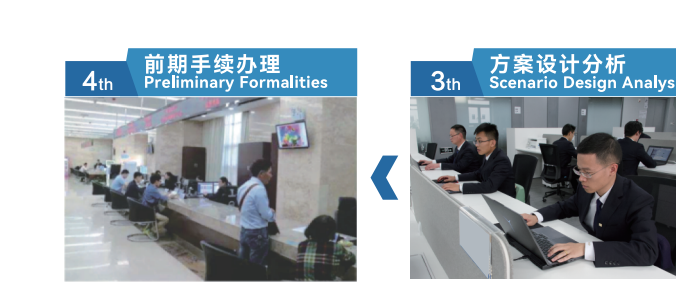 4th
前期手续办理
Preliminary Formalities
3th
方案设计分析
Scenario Design Analys